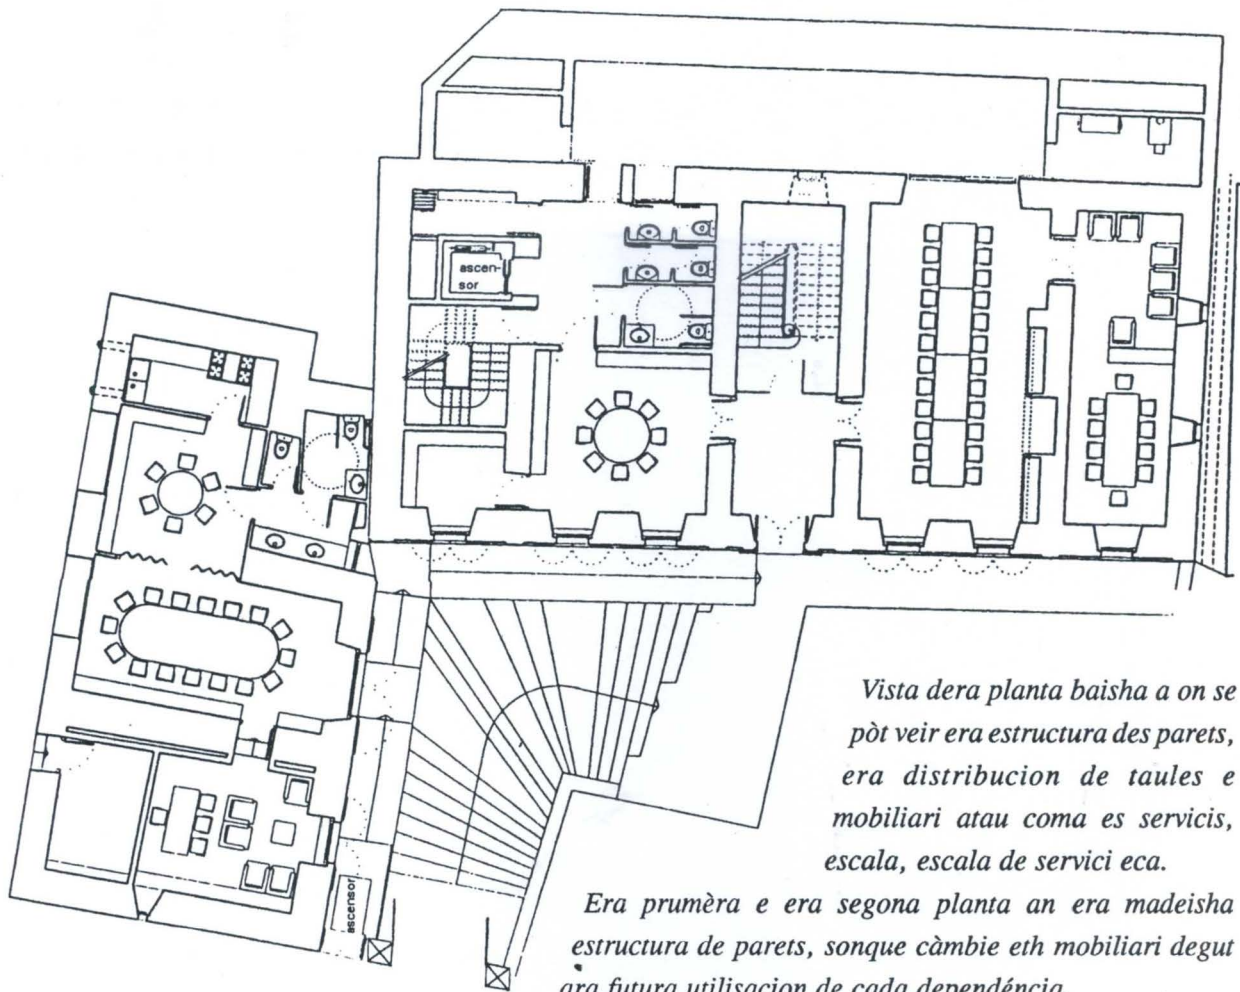 ascen-
sor
Vista dera planta baisha a on se
pòt veir era estructura des parets,
era distribucion de taules e
mobiliari atau coma es servicis,
escala, escala de servici eca.
Era prumèra e era segona planta an era madeisha
estructura de parets, sonque càmbie eth mobiliari degut
ara futura utilisacion de cada dependéncia
ascensor